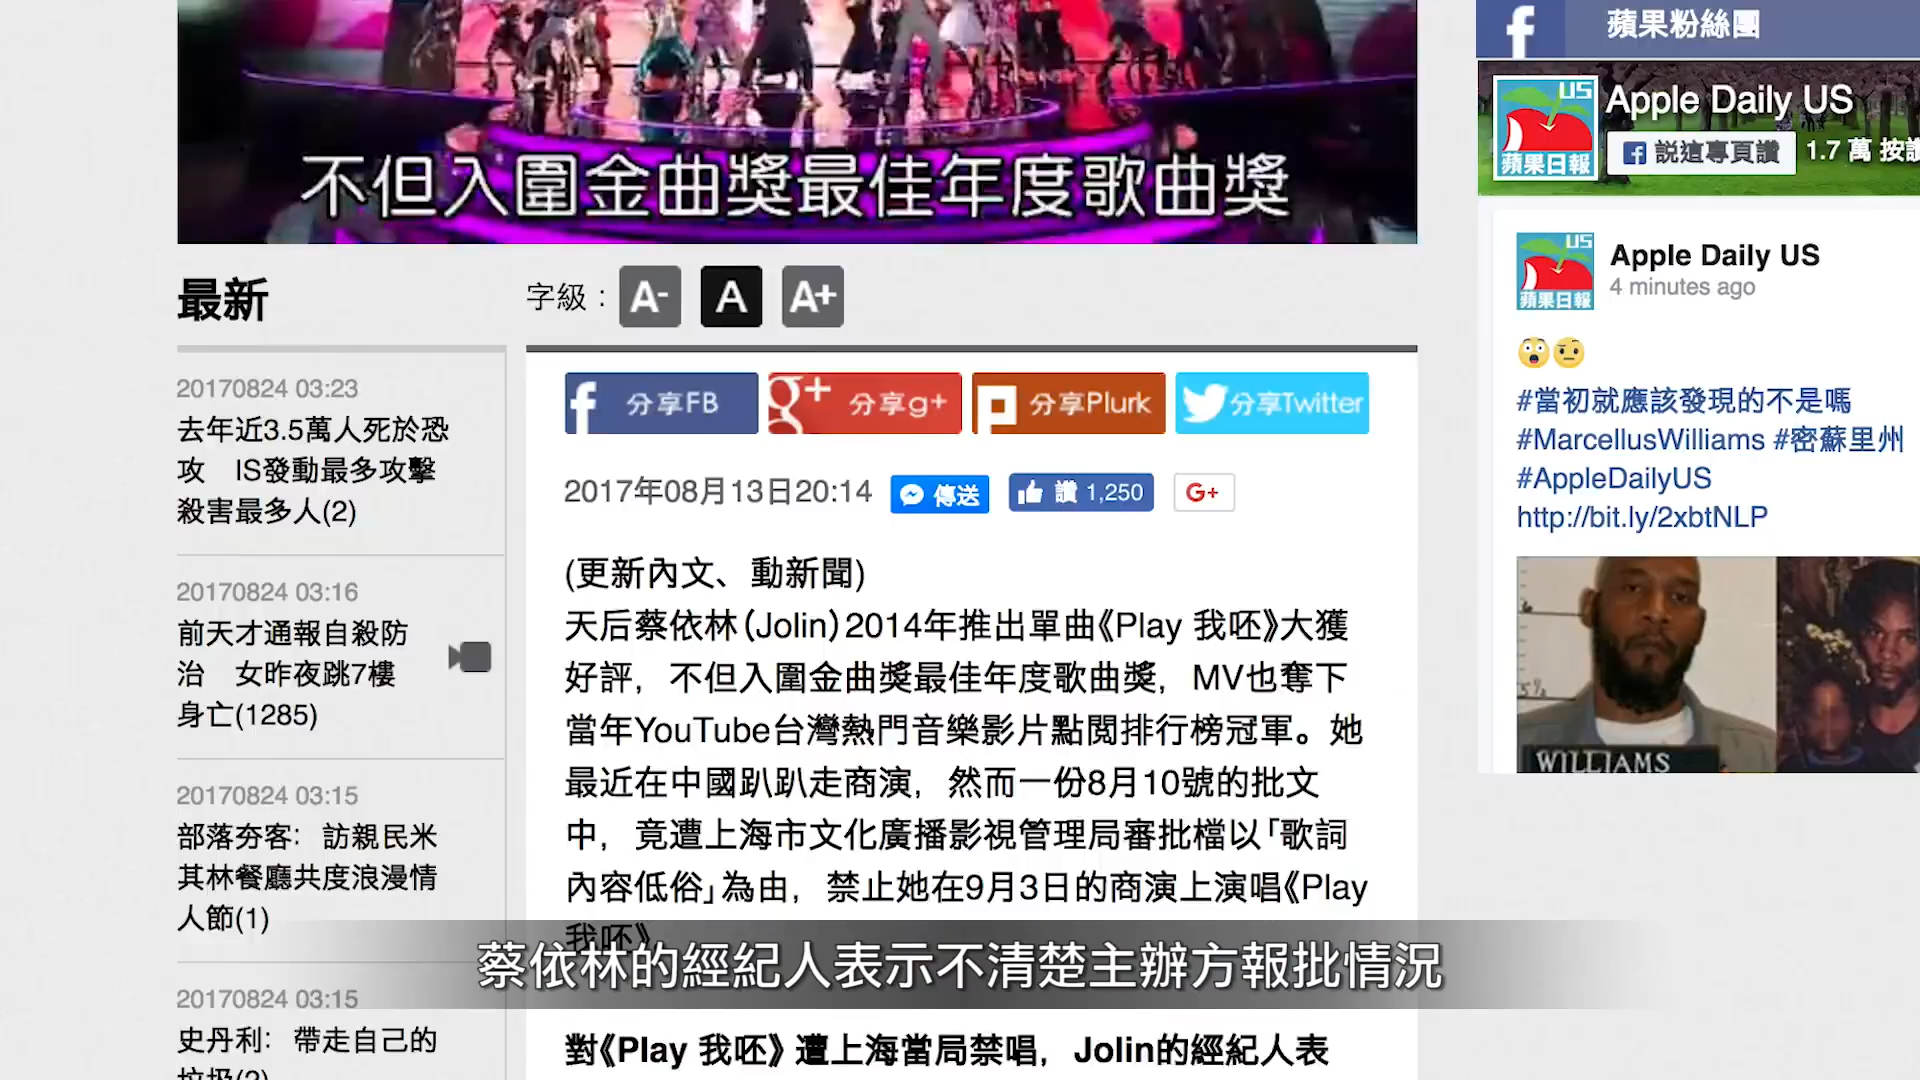 不但入圍金曲獎最佳年度歌曲獎
最新
20170824 03:23
去年近3.5萬人死於恐
攻　IS發動最多攻擊
殺害最多人(2)
20170824 03:16
前天才通報自殺防
治　女昨夜跳7樓
身亡(1285)
20170824 03:15
部落夯客：訪親民米
其林餐廳共度浪漫情
人節(1)
20170824 03:15
史丹利：帶走自己的
垃圾(2)
字級：A- A A+
分享FB 分享g+ 分享Plurk 分享Twitter
2017年08月13日20:14 傳送 讚 1,250 G+
(更新內文、動新聞)
天后蔡依林（Jolin）2014年推出單曲《Play 我呸》大獲
好評，不但入圍金曲獎最佳年度歌曲獎，MV也奪下
當年YouTube台灣熱門音樂影片點閱排行榜冠軍。她
最近在中國趴趴走商演，然而一份8月10號的批文
中，竟遭上海市文化廣播影視管理局審批檔以「歌詞
內容低俗」為由，禁止她在9月3日的商演上演唱《Play
我呸》
蔡依林的經紀人表示不清楚主辦方報批情況
對《Play 我呸》遭上海當局禁唱，Jolin的經紀人表
蘋果粉絲團
US
蘋果日報
Apple Daily US
說這專頁讚 1.7 萬 按讚
US
蘋果日報
Apple Daily US
4 minutes ago
#當初就應該發現的不是嗎
#MarcellusWilliams #密蘇里州
#AppleDailyUS
http://bit.ly/2xbtNLP
WILLIAMS